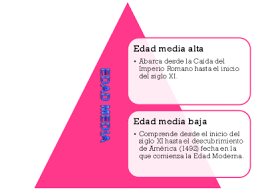 EDAD MEDIA
Edad media alta
• Abarca desde la Caída del
Imperio Romano hasta el inicio
del siglo XI.
Edad media baja
• Comprende desde el inicio del
siglo XI hasta el descubrimiento
de América (1492) fecha en la
que comienza la Edad Moderna